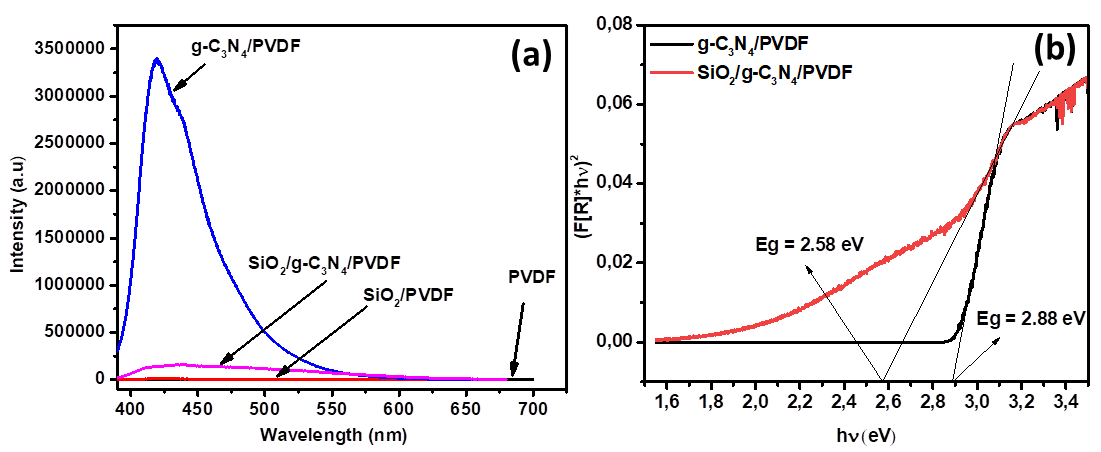 (a)
g-C₃N₄/PVDF
SiO₂/g-C₃N₄/PVDF
SiO₂/PVDF
PVDF
Intensity (a.u)
3500000
3000000
2500000
2000000
1500000
1000000
500000
0
390 400 450 500 550 600 650 700
Wavelength (nm)
(b)
g-C₃N₄/PVDF
SiO₂/g-C₃N₄/PVDF
Eg = 2.58 eV
Eg = 2.88 eV
(F[R]*hν)²
0,08
0,06
0,04
0,02
0,00
1,6 1,8 2,0 2,2 2,4 2,6 2,8 3,0 3,2 3,4
hν (eV)